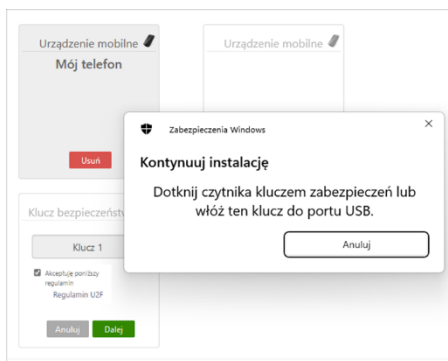 Urządzenie mobilne
Mój telefon
Usuń
Urządzenie mobilne
Zabezpieczenia Windows
Kontynuuj instalację
Dotknij czytnika kluczem zabezpieczeń lub
włóż ten klucz do portu USB.
Anuluj
Klucz bezpieczeństw
Klucz 1
Akceptuję poniższy
regulamin
Regulamin U2F
Anuluj
Dalej